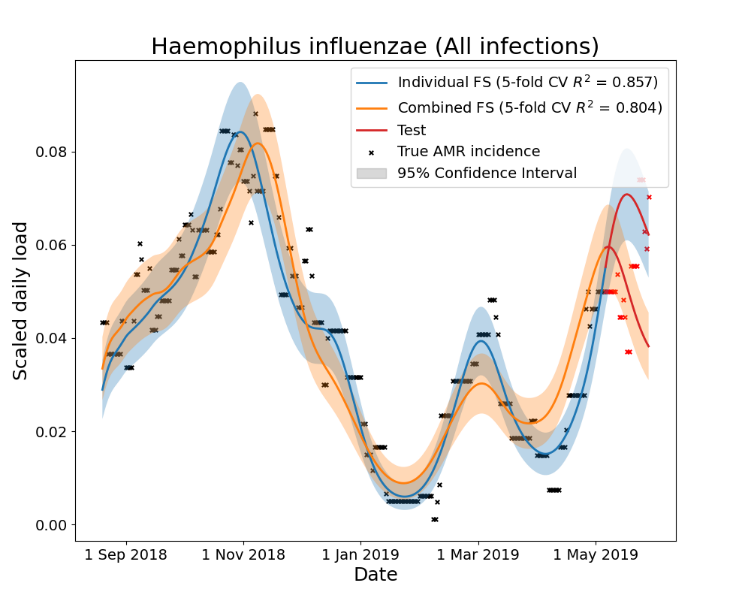 Haemophilus influenzae (All infections)
Individual FS (5-fold CV R² = 0.857)
Combined FS (5-fold CV R² = 0.804)
Test
True AMR incidence
95% Confidence Interval
Scaled daily load
0.08
0.06
0.04
0.02
0.00
1 Sep 2018 1 Nov 2018 1 Jan 2019 1 Mar 2019 1 May 2019
Date